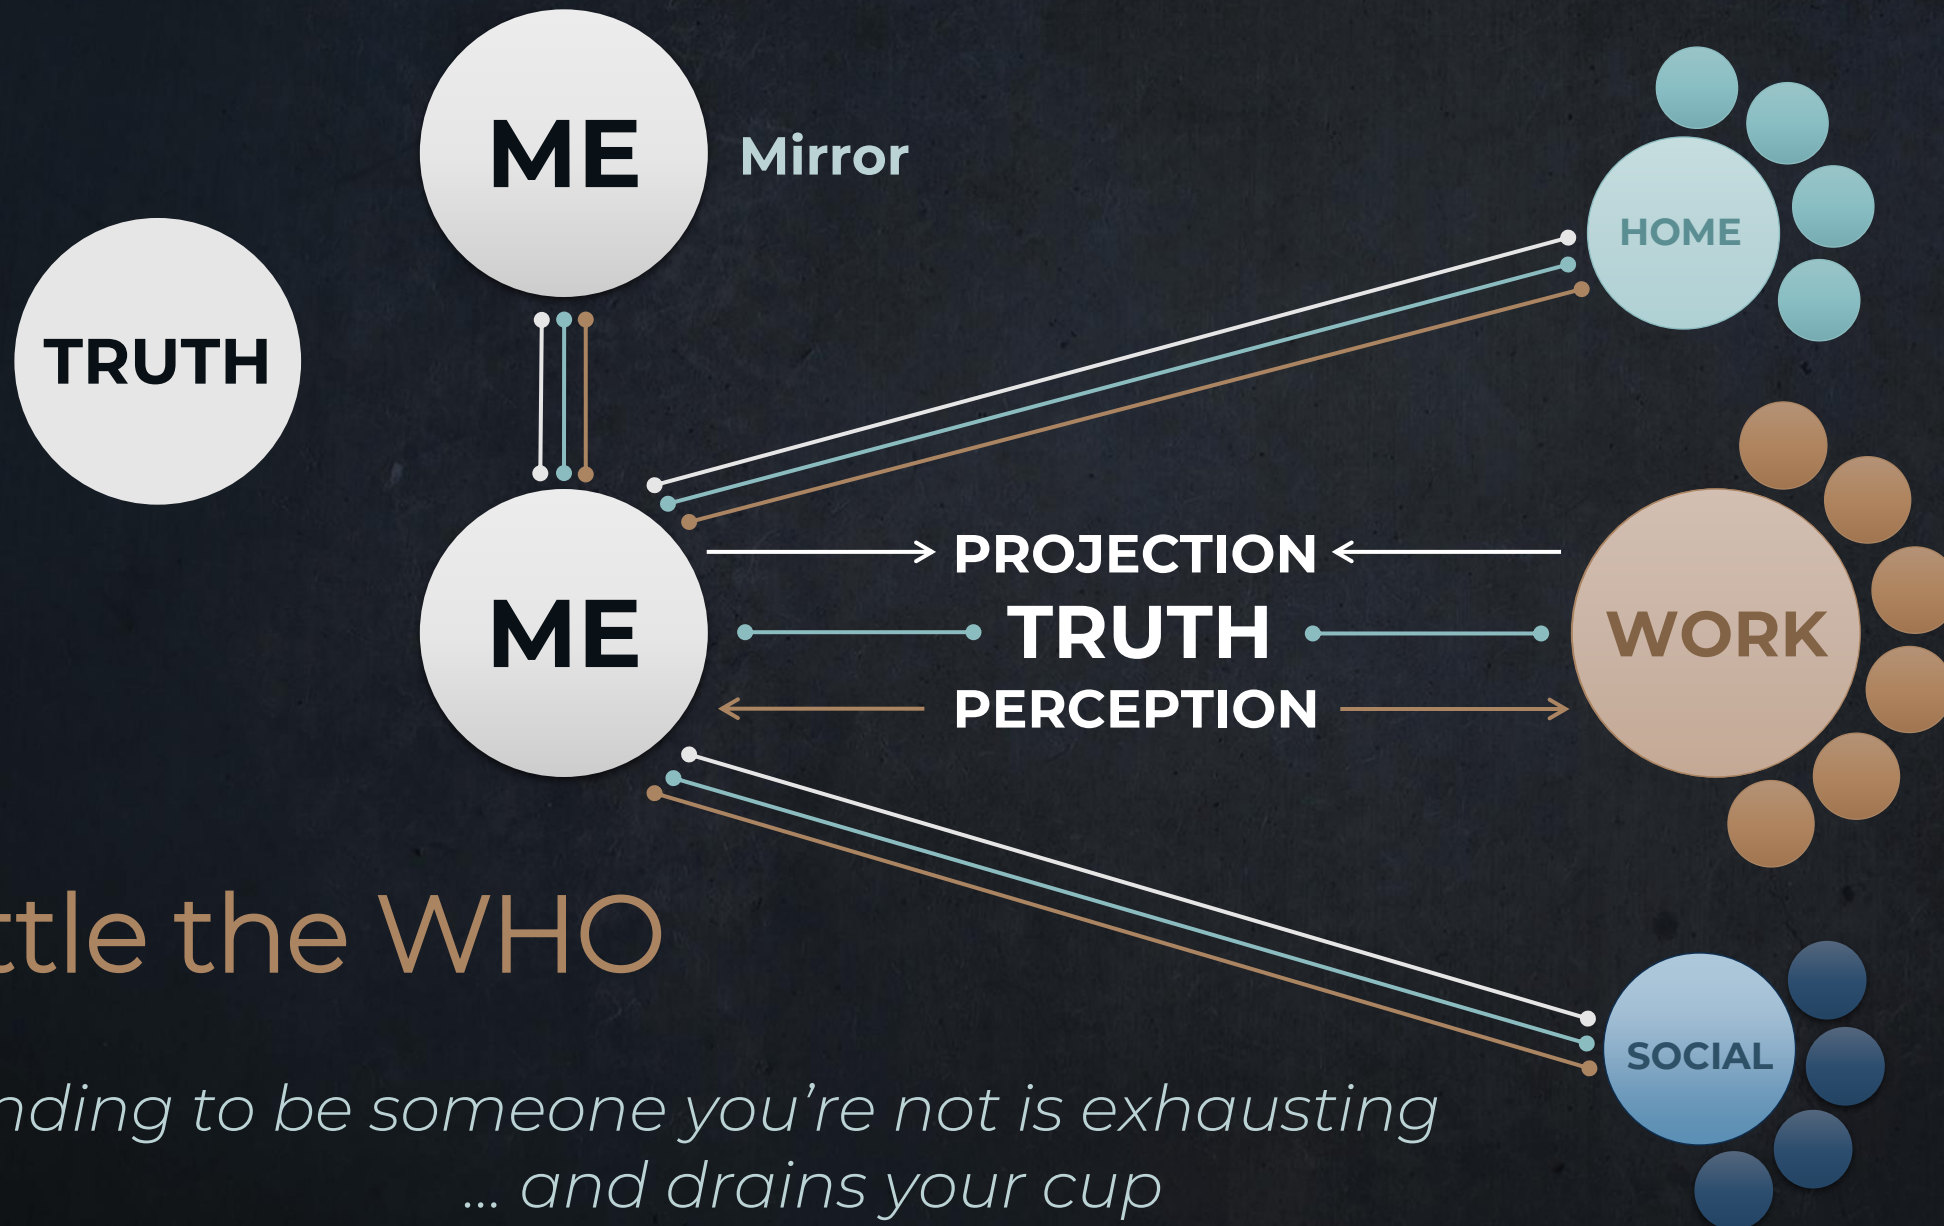 ME
Mirror
HOME
TRUTH
PROJECTION
TRUTH
PERCEPTION
ME
WORK
ttle the WHO
SOCIAL
nding to be someone you’re not is exhausting
... and drains your cup